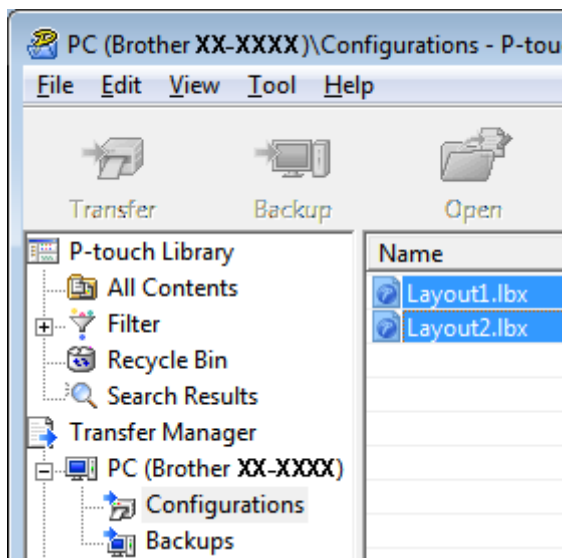 PC (Brother XX-XXXX)\Configurations - P-tou
File Edit View Tool Help
Transfer Backup Open
P-touch Library
All Contents
Filter
Recycle Bin
Search Results
Transfer Manager
PC (Brother XX-XXXX)
Configurations
Backups
Name
Layout1.lbx
Layout2.lbx